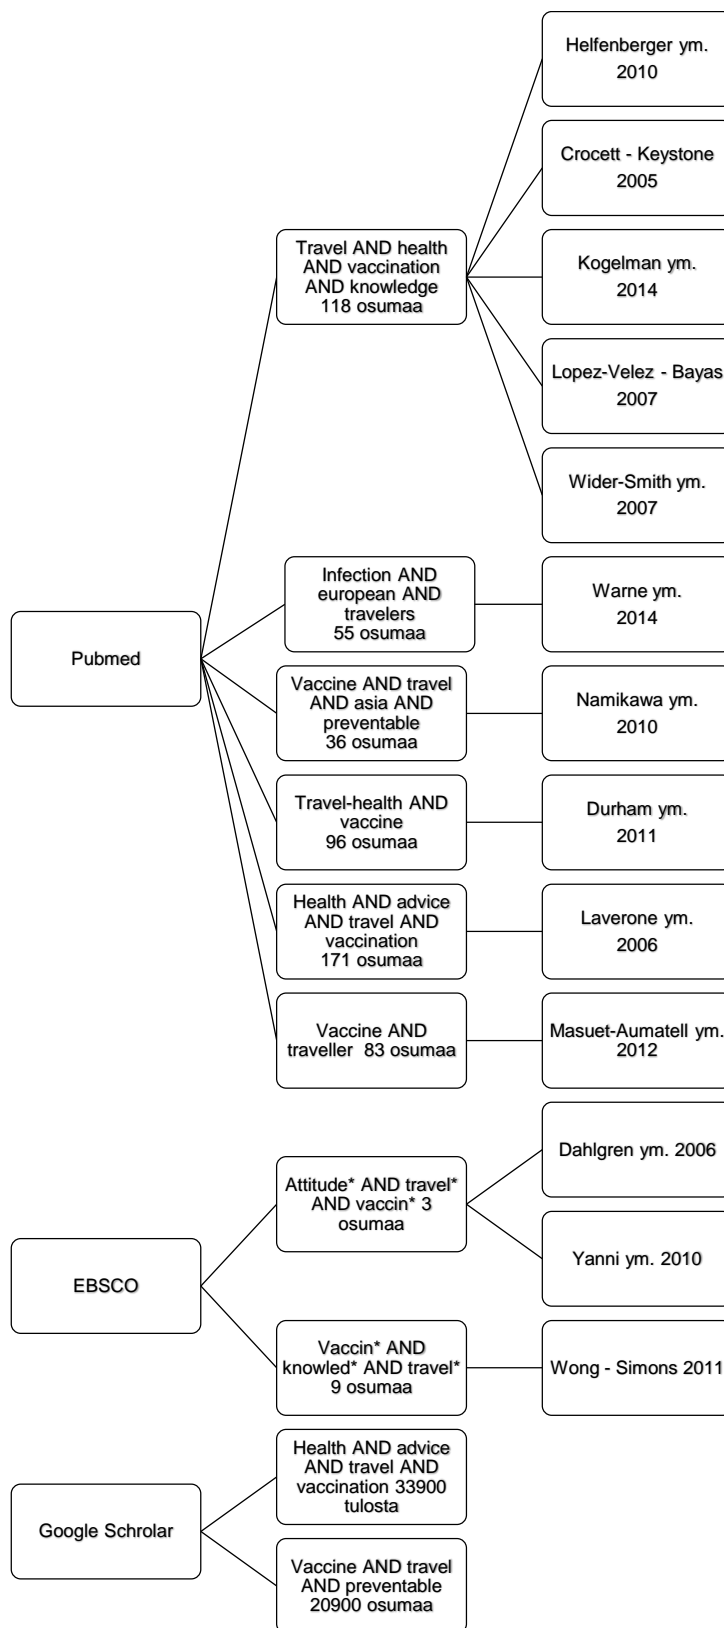 Helfenberger ym.
2010
Crocett - Keystone
2005
Travel AND health
AND vaccination
AND knowledge
118 osumaa
Kogelman ym.
2014
Lopez-Velez - Bayas
2007
Wider-Smith ym.
2007
Pubmed
Infection AND
european AND
travelers
55 osumaa
Warne ym.
2014
Vaccine AND travel
AND asia AND
preventable
36 osumaa
Namikawa ym.
2010
Travel-health AND
vaccine
96 osumaa
Durham ym.
2011
Health AND advice
AND travel AND
vaccination
171 osumaa
Laverone ym.
2006
Vaccine AND
traveller 83 osumaa
Masuet-Aumatell ym.
2012
EBSCO
Attitude* AND travel*
AND vaccin* 3
osumaa
Dahlgren ym. 2006
Yanni ym. 2010
Vaccin* AND
knowled* AND travel*
9 osumaa
Wong - Simons 2011
Google Schrolar
Health AND advice
AND travel AND
vaccination 33900
tulosta
Vaccine AND travel
AND preventable
20900 osumaa